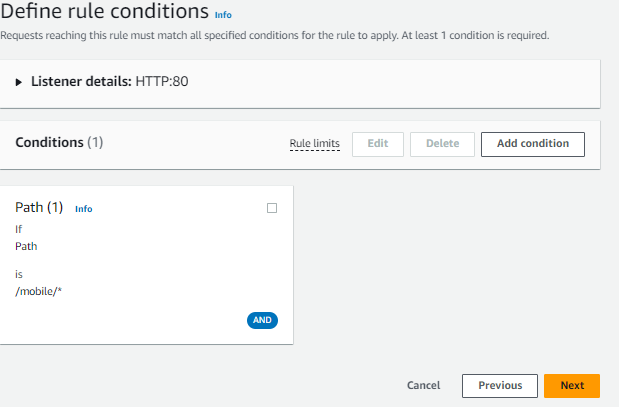 Define rule conditions Info
Requests reaching this rule must match all specified conditions for the rule to apply. At least 1 condition is required.
Listener details: HTTP:80
Conditions (1) Rule limits Edit Delete Add condition
Path (1) Info
If
Path
is
/mobile/*
AND
Cancel Previous Next